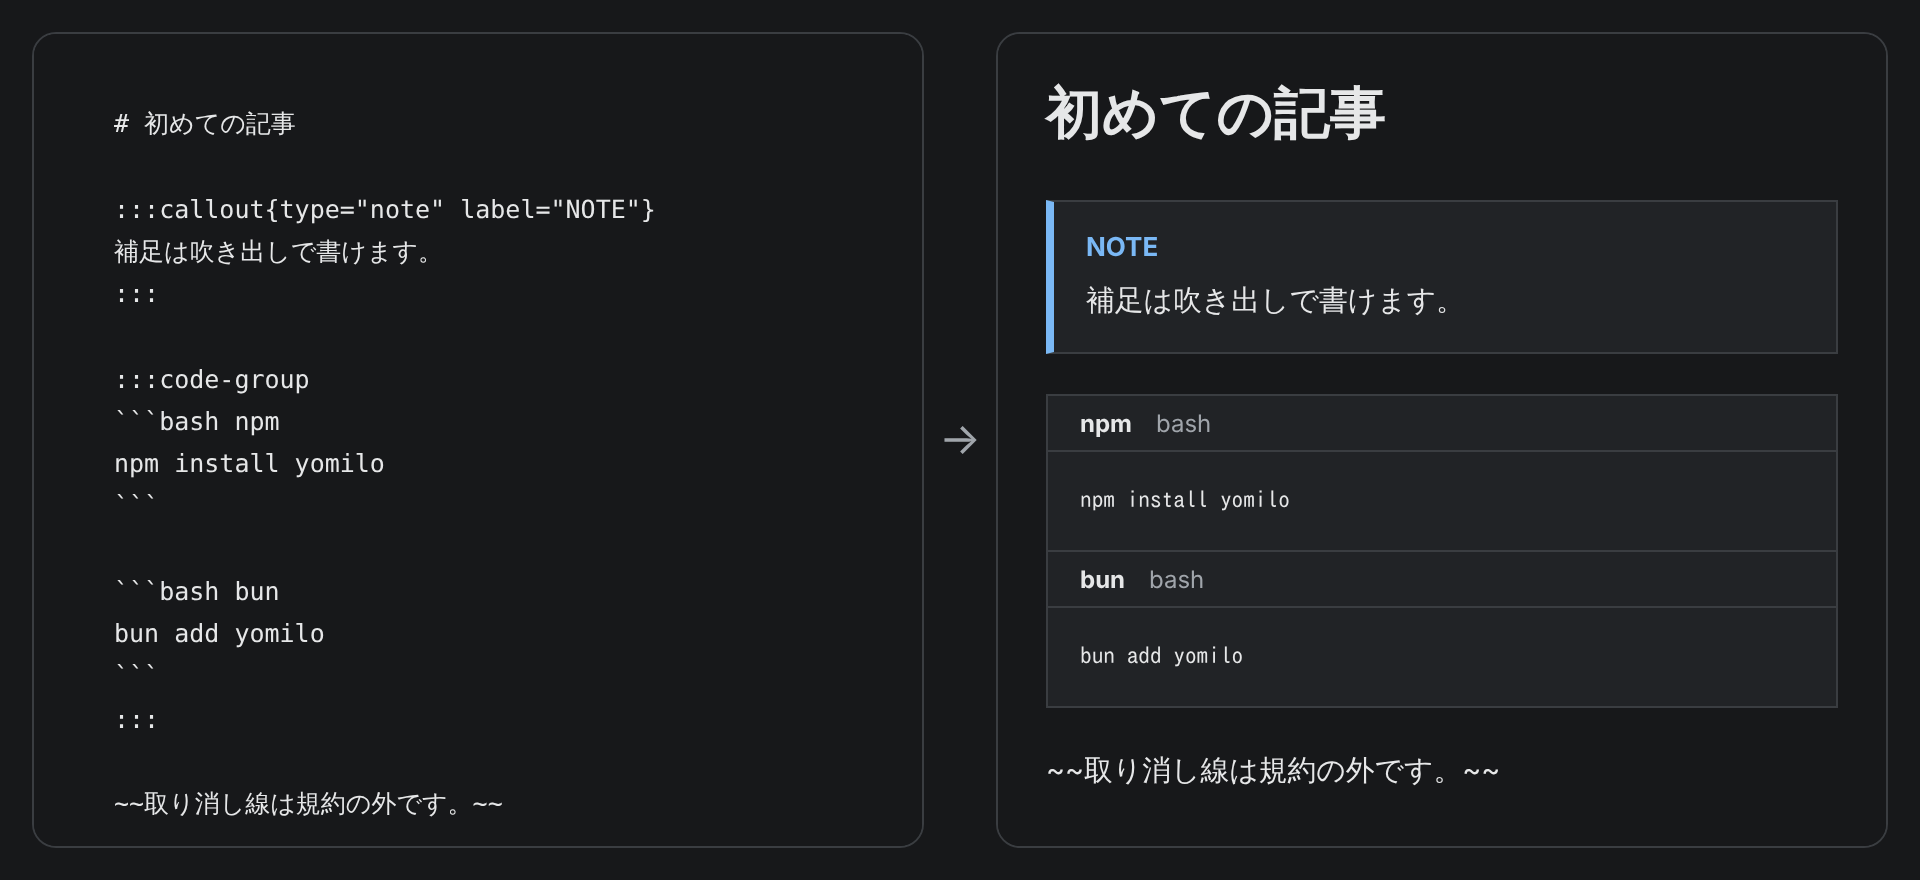 # 初めての記事
:::callout{type="note" label="NOTE"}
補足は吹き出しで書けます。
:::
:::code-group
```bash npm
npm install yomilo
```
```bash bun
bun add yomilo
```
:::
~~取り消し線は規約の外です。~~
→
初めての記事
NOTE
補足は吹き出しで書けます。
npm bash
npm install yomilo
bun bash
bun add yomilo
~~取り消し線は規約の外です。~~